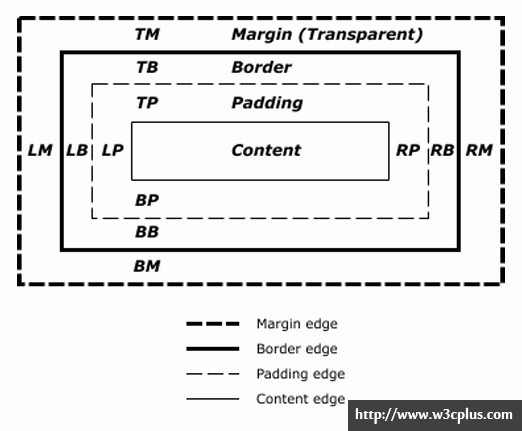 TM Margin (Transparent)
TB Border
TP Padding
LM LB LP Content RP RB RM
BP
BB
BM
Margin edge
Border edge
Padding edge
Content edge
http://www.w3cplus.com